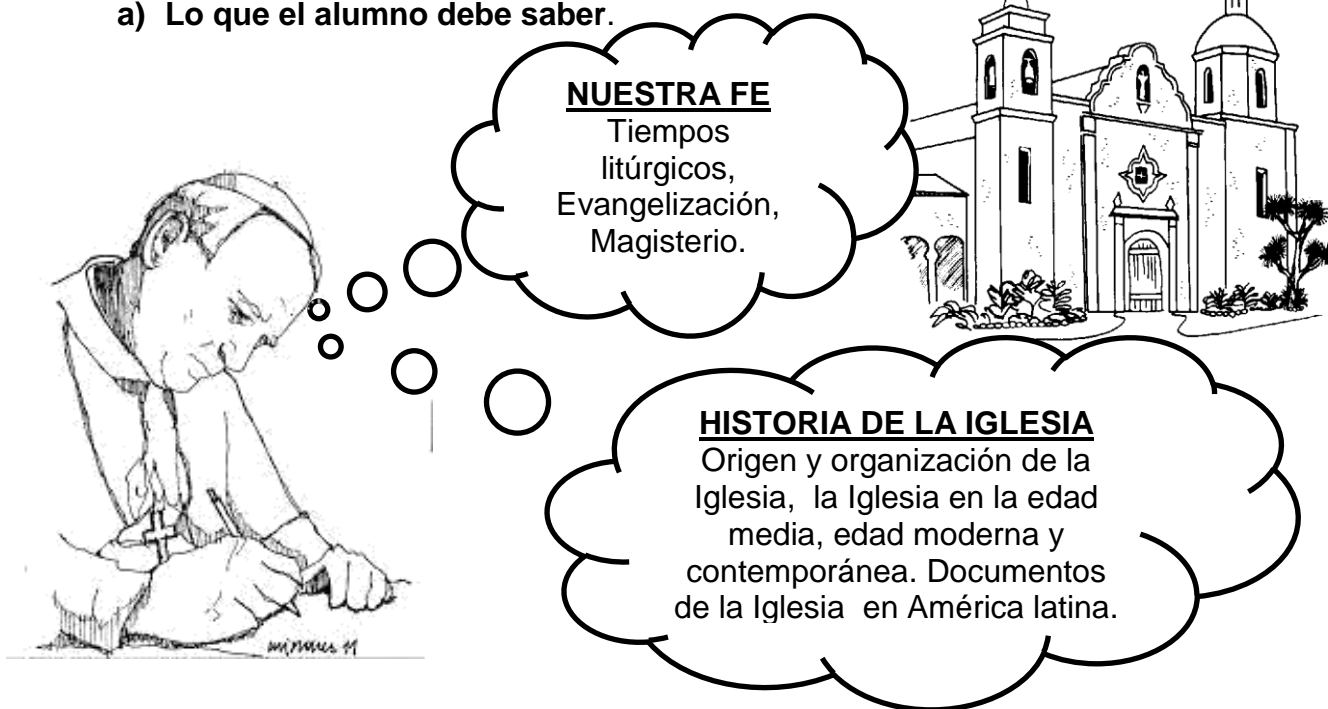 a) Lo que el alumno debe saber.
NUESTRA FE
Tiempos
litúrgicos,
Evangelización,
Magisterio.
HISTORIA DE LA IGLESIA
Origen y organización de la
Iglesia, la Iglesia en la edad
media, edad moderna y
contemporánea. Documentos
de la Iglesia en América latina.